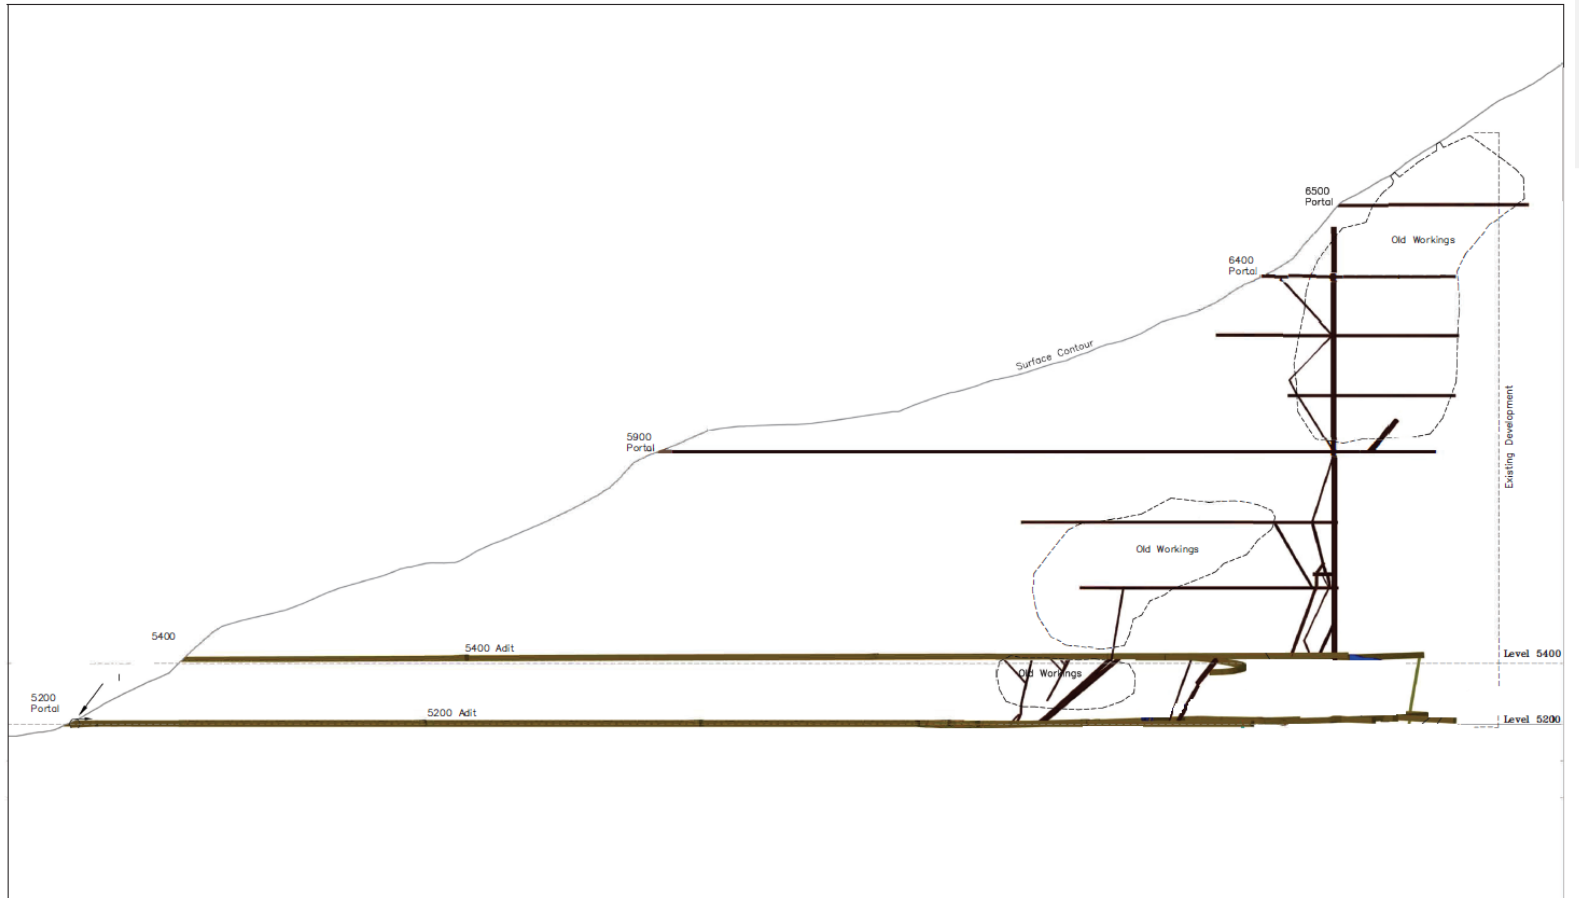 6500
Portal
Old Workings
6400
Portal
Surface Contour
Existing Development
5900
Portal
Old Workings
5400
5400 Adit
Level 5400
Old Workings
5200
Portal
5200 Adit
Level 5200